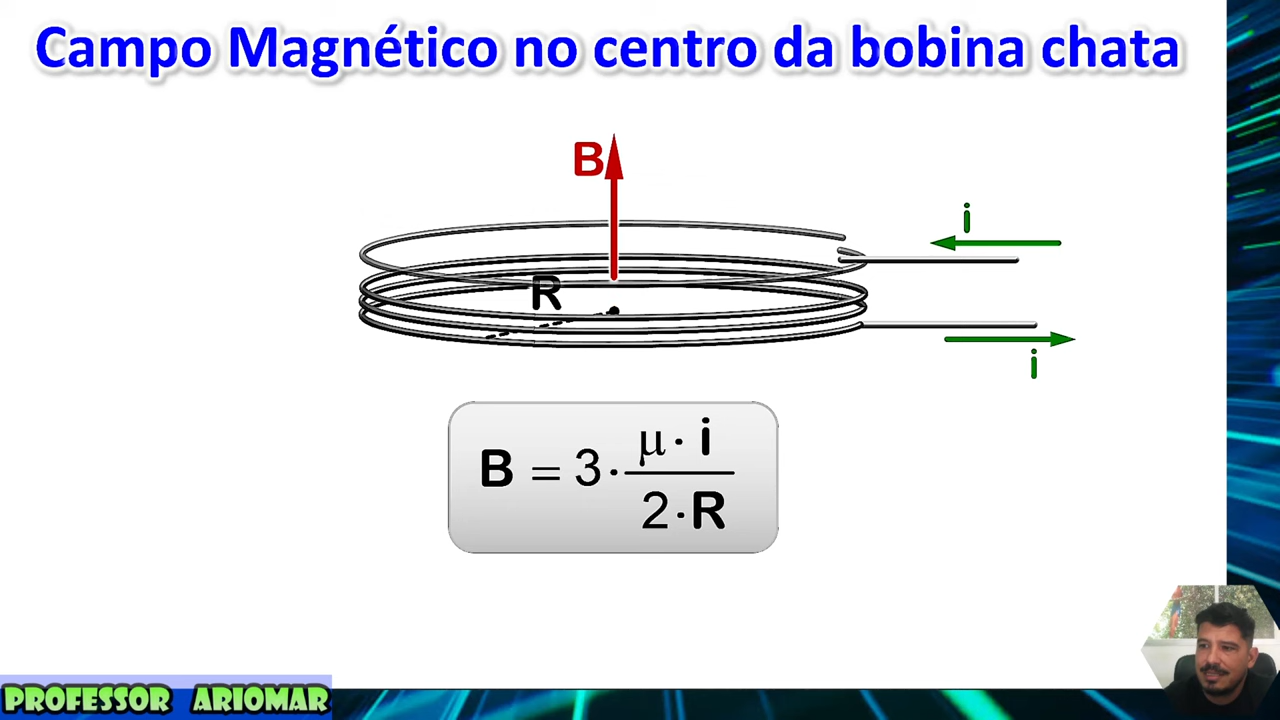 Campo Magnético no centro da bobina chata
B
i
R
i
B = 3 · μ · i / 2 · R
PROFESSOR ARIOMAR